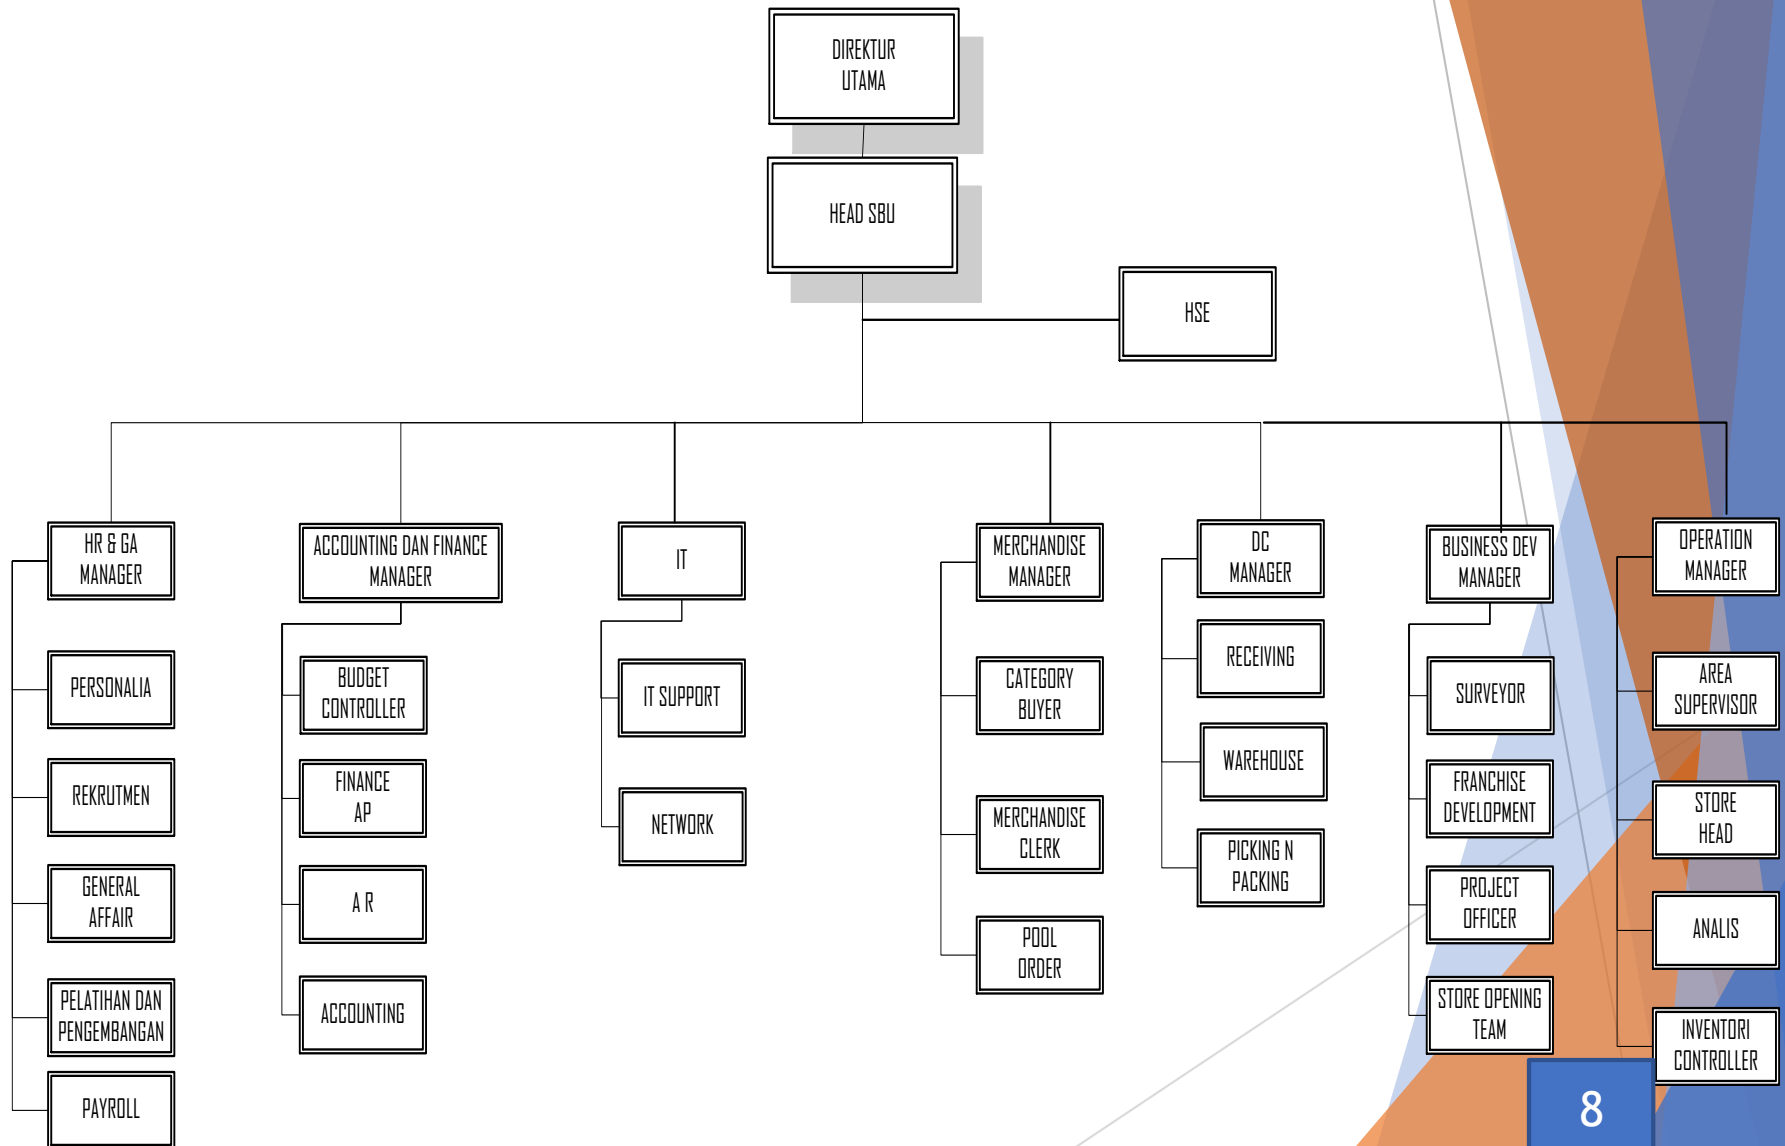 DIREKTUR
UTAMA
HEAD SBU
HSE
HR & GA
MANAGER
PERSONALIA
REKRUTMEN
GENERAL
AFFAIR
PELATIHAN DAN
PENGEMBANGAN
PAYROLL
ACCOUNTING DAN FINANCE
MANAGER
BUDGET
CONTROLLER
FINANCE
AP
A R
ACCOUNTING
IT
IT SUPPORT
NETWORK
MERCHANDISE
MANAGER
CATEGORY
BUYER
MERCHANDISE
CLERK
POOL
ORDER
DC
MANAGER
RECEIVING
WAREHOUSE
PICKING N
PACKING
BUSINESS DEV
MANAGER
SURVEYOR
FRANCHISE
DEVELOPMENT
PROJECT
OFFICER
STORE OPENING
TEAM
OPERATION
MANAGER
AREA
SUPERVISOR
STORE
HEAD
ANALIS
INVENTORI
CONTROLLER
8